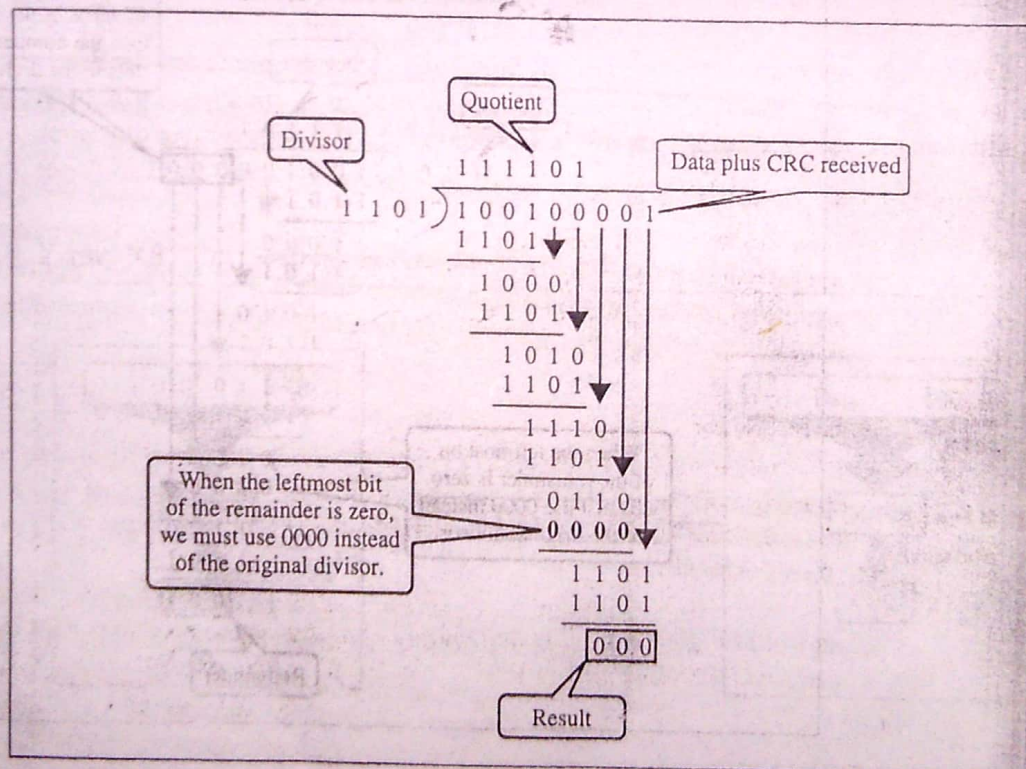 Quotient
Divisor
1 1 1 1 0 1
Data plus CRC received
1 1 0 1 ) 1 0 0 1 0 0 0 0 1
1 1 0 1
1 0 0 0
1 1 0 1
1 0 1 0
1 1 0 1
1 1 1 0
1 1 0 1
When the leftmost bit
of the remainder is zero,
we must use 0000 instead
of the original divisor.
0 1 1 0
0 0 0 0
1 1 0 1
1 1 0 1
0 0 0
Result